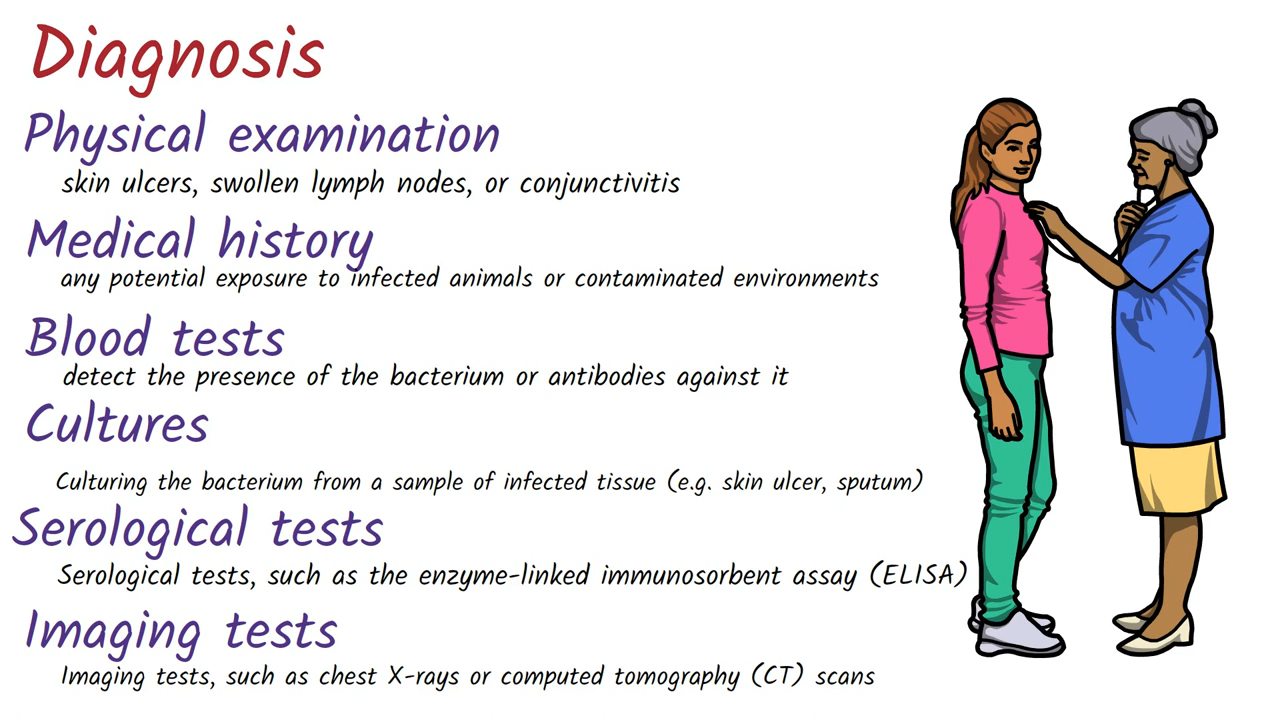 Diagnosis
Physical examination
skin ulcers, swollen lymph nodes, or conjunctivitis
Medical history
any potential exposure to infected animals or contaminated environments
Blood tests
detect the presence of the bacterium or antibodies against it
Cultures
Culturing the bacterium from a sample of infected tissue (e.g. skin ulcer, sputum)
Serological tests
Serological tests, such as the enzyme-linked immunosorbent assay (ELISA)
Imaging tests
Imaging tests, such as chest X-rays or computed tomography (CT) scans